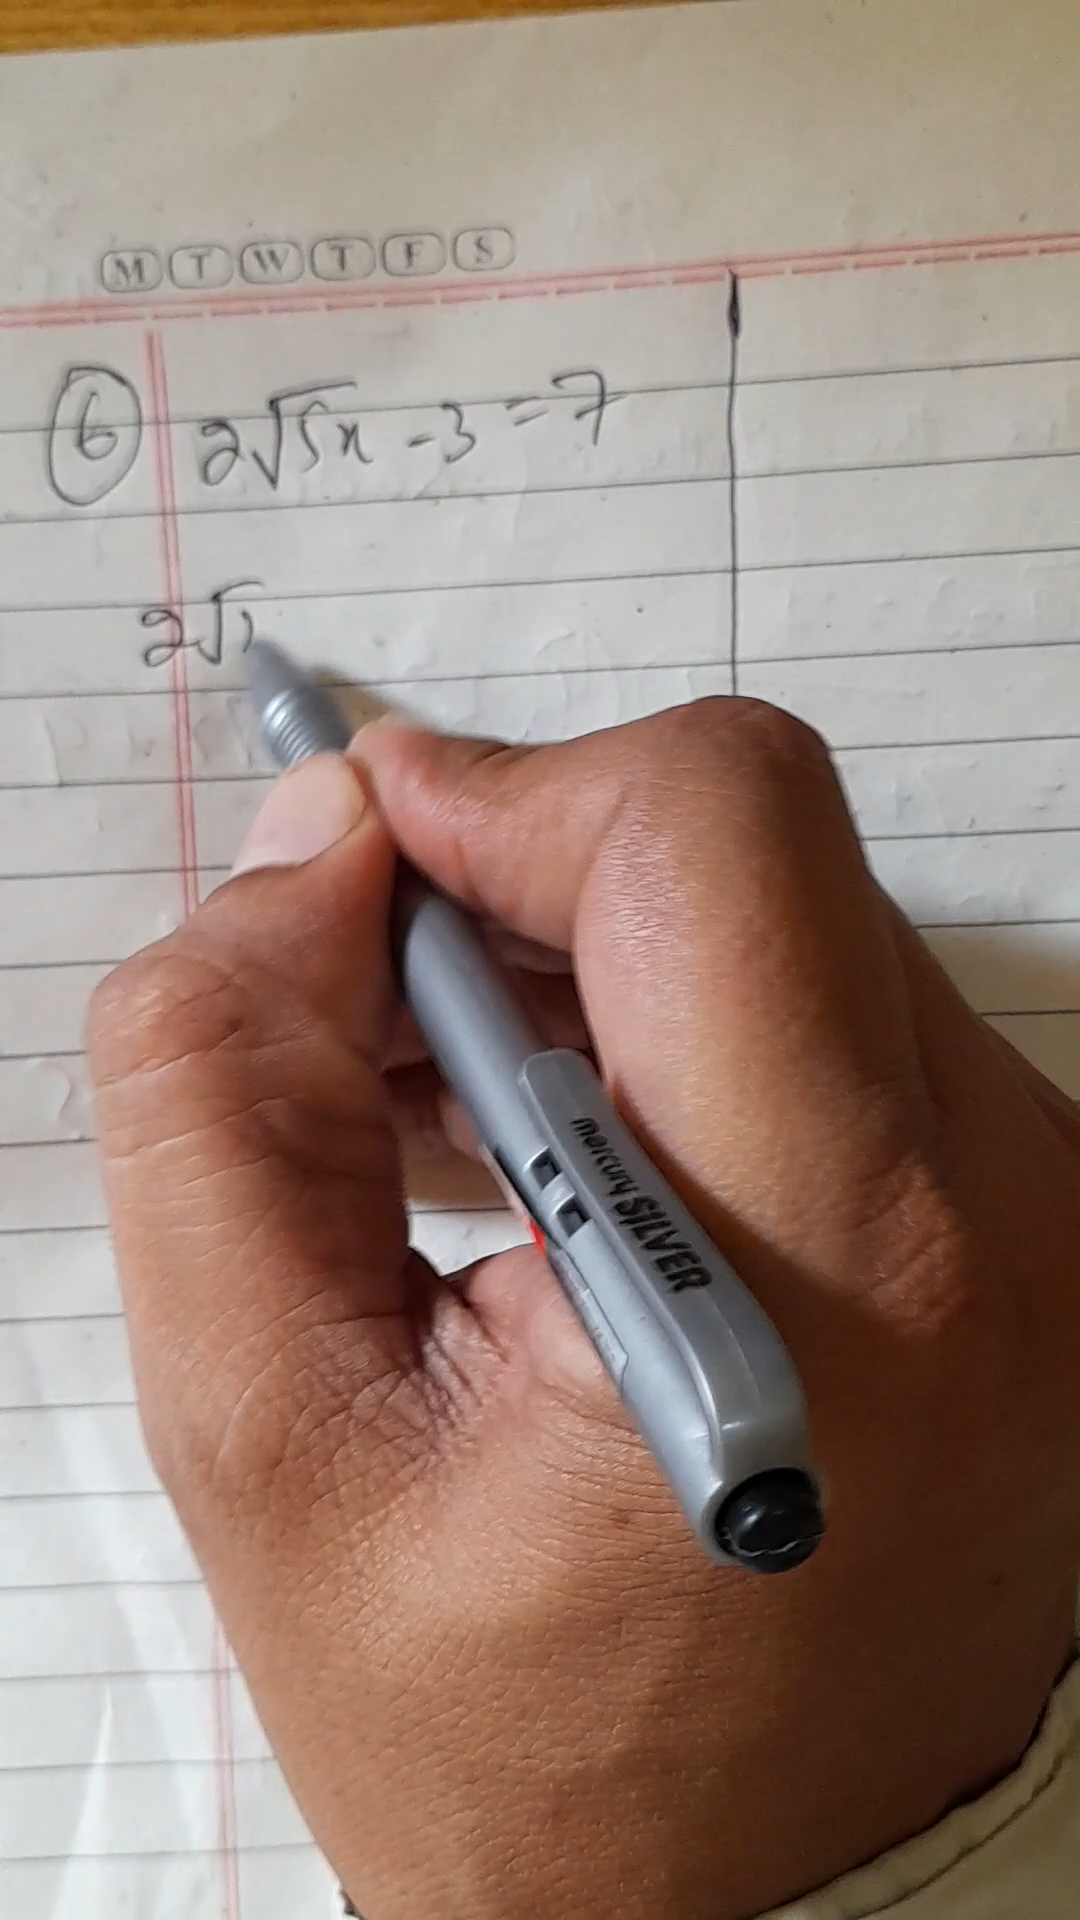 M T W T F S
⑥ 2√5x - 3 = 7
2√
mercury SILVER